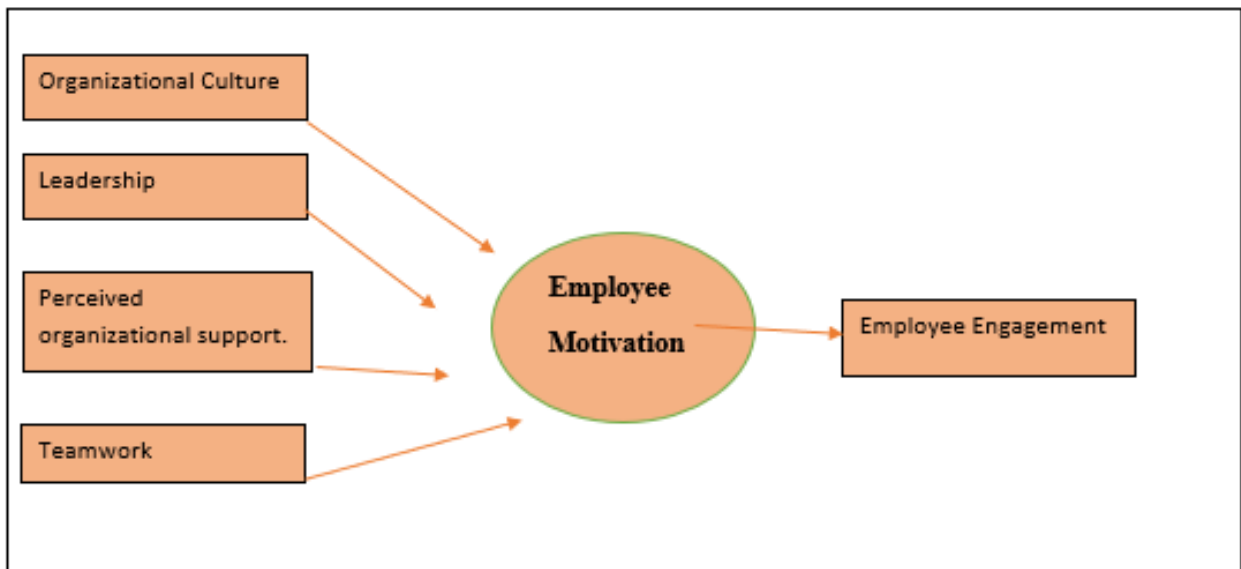 Organizational Culture
Leadership
Perceived
organizational support.
Teamwork
Employee
Motivation
Employee Engagement